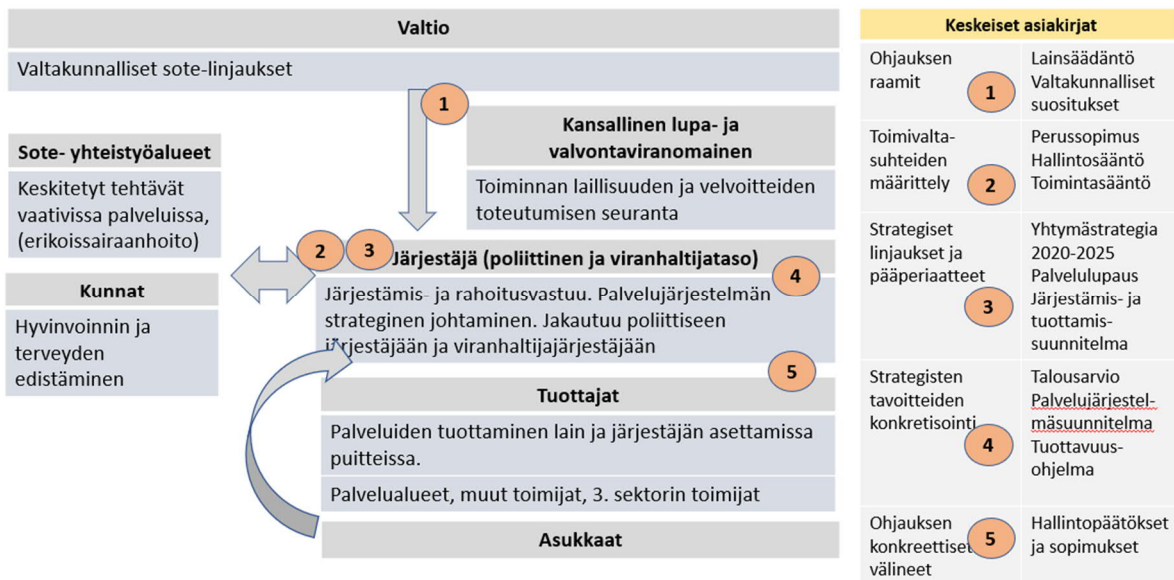 Valtio
Valtakunnalliset sote-linjaukset
1
Kansallinen lupa- ja
valvontaviranomainen
Toiminnan laillisuuden ja velvoitteiden
toteutumisen seuranta
Sote- yhteistyöalueet
Keskitetyt tehtävät
vaativissa palveluissa,
(erikoissairaanhoito)
Kunnat
Hyvinvoinnin ja
terveyden
edistäminen
2
3
Järjestäjä (poliittinen ja viranhaltijataso)
4
Järjestämis- ja rahoitusvastuu. Palvelujärjestelmän
strateginen johtaminen. Jakautuu poliittiseen
järjestäjään ja viranhaltijajärjestäjään
5
Tuottajat
Palveluiden tuottaminen lain ja järjestäjän asettamissa
puitteissa.
Palvelualueet, muut toimijat, 3. sektorin toimijat
Asukkaat
Keskeiset asiakirjat
Ohjauksen
raamit
1
Lainsäädäntö
Valtakunnalliset
suositukset
Toimivalta-
suhteiden
määrittely
2
Perussopimus
Hallintosääntö
Toimintasääntö
Strategiset
linjaukset ja
pääperiaatteet
3
Yhtymästrategia
2020-2025
Palvelulupaus
Järjestämis- ja
tuottamis-
suunnitelma
Strategisten
tavoitteiden
konkretisointi
4
Talousarvio
Palvelujärjestel-
mäsuunnitelma
Tuottavuus-
ohjelma
Ohjauksen
konkreettiset
välineet
5
Hallintopäätökset
ja sopimukset